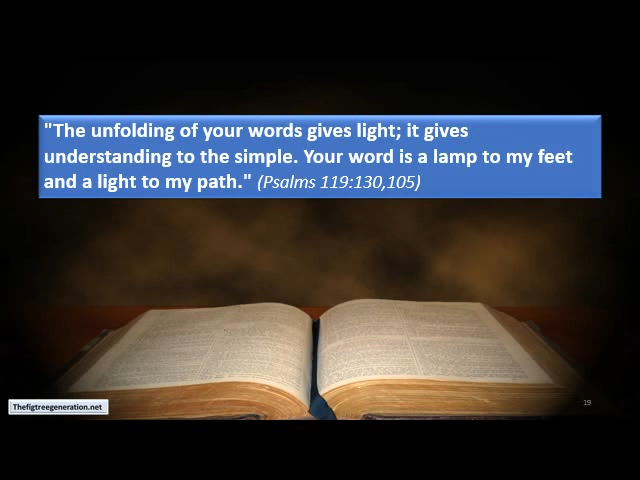 "The unfolding of your words gives light; it gives
understanding to the simple. Your word is a lamp to my feet
and a light to my path." (Psalms 119:130,105)
Thefigtreegeneration.net
19